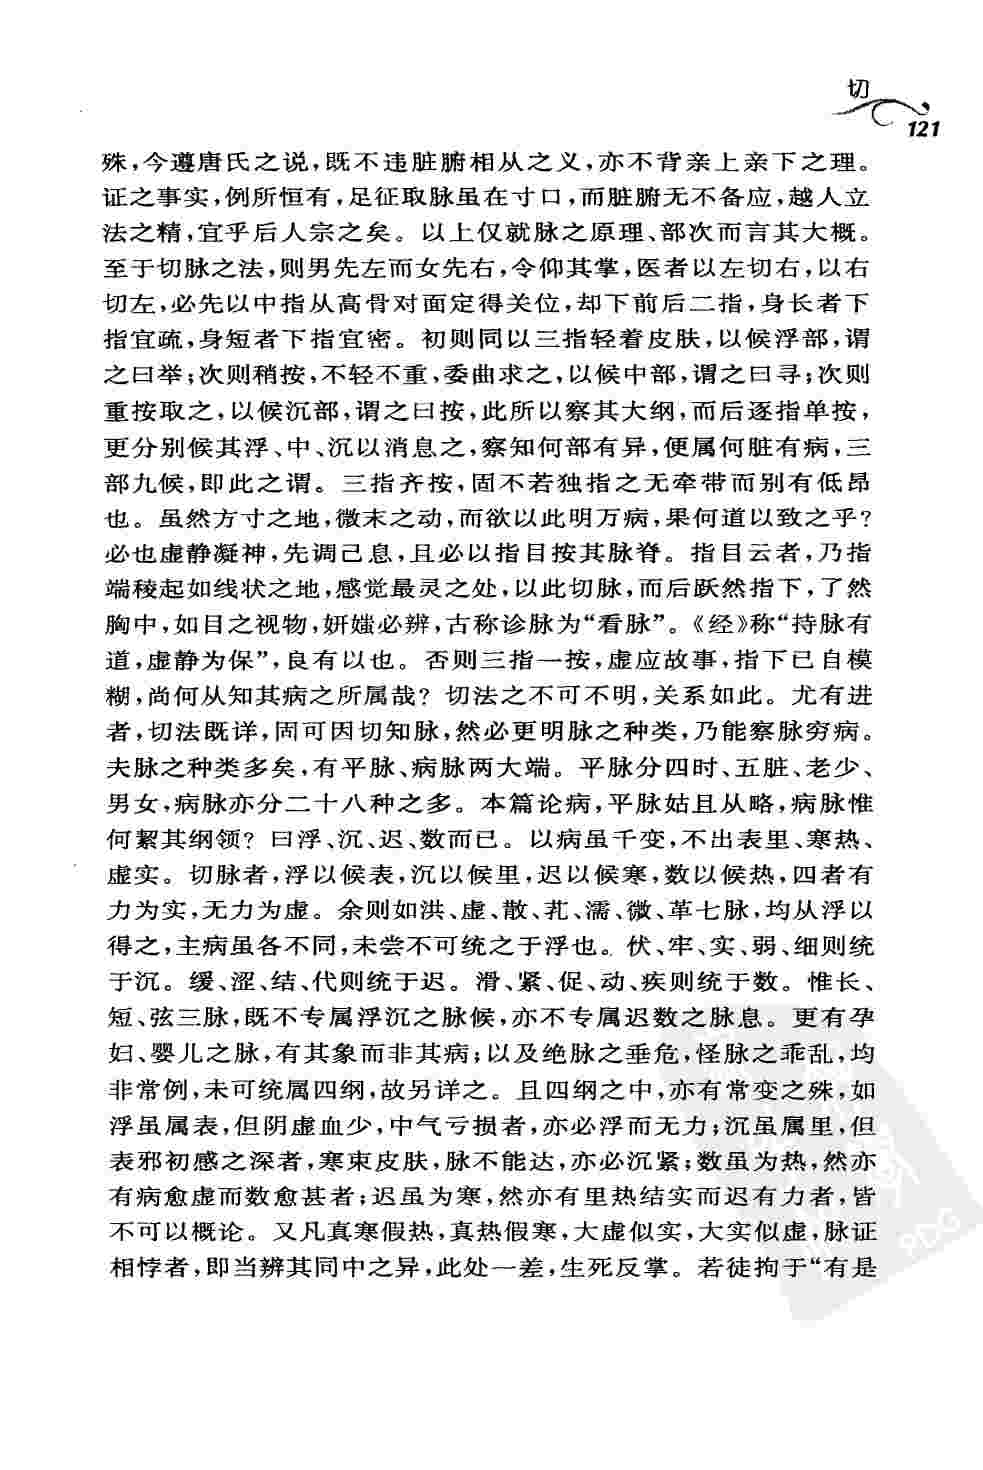 切
121
殊,今遵唐氏之说,既不违脏腑相从之义,亦不背亲上亲下之理。
证之事实,例所恒有,足征取脉虽在寸口,而脏腑无不备应,越人立
法之精,宜乎后人宗之矣。以上仅就脉之原理、部次而言其大概。
至于切脉之法,则男先左而女先右,令仰其掌,医者以左切右,以右
切左,必先以中指从高骨对面定得关位,却下前后二指,身长者下
指宜疏,身短者下指宜密。初则同以三指轻着皮肤,以候浮部,谓
之曰举;次则稍按,不轻不重、委曲求之,以候中部,谓之曰寻;次则
重按取之,以候沉部,谓之曰按,此所以察其大纲,而后逐指单按,
更分别候其浮、中、沉以消息之,察知何部有异,便属何脏有病,三
部九候,即此之谓。三指齐按,固不若独指之无牵带而别有低昂
也。虽然方寸之地,微末之动,而欲以此明万病,果何道以致之乎?
必也虚静凝神,先调己息,且必以指目按其脉脊。指目云者,乃指
端稜起如线状之地,感觉最灵之处,以此切脉,而后跃然指下,了然
胸中,如目之视物,妍媸必辨,古称诊脉为“看脉”。《经》称“持脉有
道,虚静为保”,良有以也。否则三指一按,虚应故事,指下已自模
糊,尚何从知其病之所属哉?切法之不可不明,关系如此。尤有进
者,切法既详,固可因切知脉,然必更明脉之种类,乃能察脉穷病。
夫脉之种类多矣,有平脉、病脉两大端。平脉分四时、五脏、老少、
男女,病脉亦分二十八种之多。本篇论病,平脉姑且从略,病脉惟
何絜其纲领?曰浮、沉、迟、数而已。以病虽千变,不出表里、寒热、
虚实。切脉者,浮以候表,沉以候里,迟以候寒,数以候热,四者有
力为实,无力为虚。余则如洪、虚、散、芤、濡、微、革七脉,均从浮以
得之,主病虽各不同,未尝不可统之于浮也。伏、牢、实、弱、细则统
于沉。缓、涩、结、代则统于迟。滑、紧、促、动、疾则统于数。惟长、
短、弦三脉,既不专属浮沉之脉候,亦不专属迟数之脉息。更有孕
妇、婴儿之脉,有其象而非其病;以及绝脉之垂危,怪脉之乖乱,均
非常例,未可统属四纲,故另详之。且四纲之中,亦有常变之殊,如
浮虽属表,但阴虚血少,中气亏损者,亦必浮而无力;沉虽属里,但
表邪初感之深者,寒束皮肤,脉不能达,亦必沉紧;数虽为热,然亦
有病愈虚而数愈甚者;迟虽为寒,然亦有里热结实而迟有力者,皆
不可以概论。又凡真寒假热,真热假寒,大虚似实,大实似虚,脉证
相悖者,即当辨其同中之异,此处一差,生死反掌。若徒拘于“有是
PDG